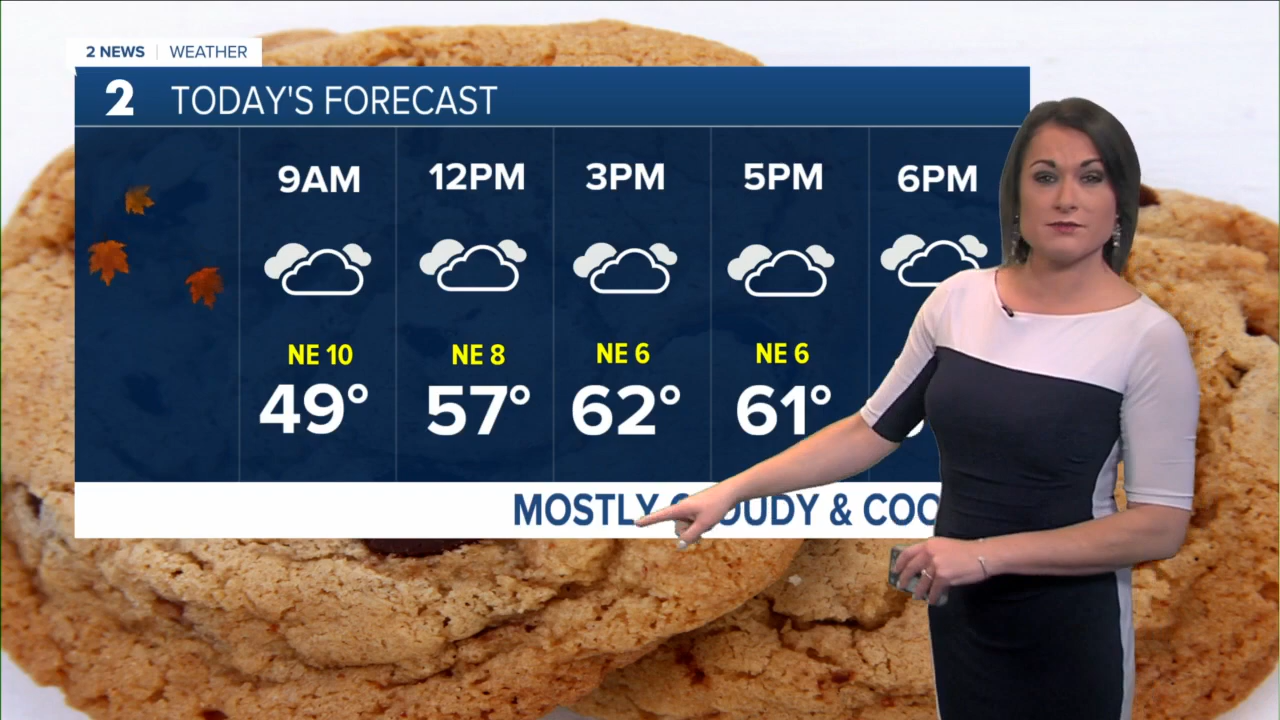 2 NEWS | WEATHER
2 TODAY'S FORECAST
9AM 12PM 3PM 5PM 6PM
NE 10 NE 8 NE 6 NE 6
49° 57° 62° 61°
MOSTLY & COO